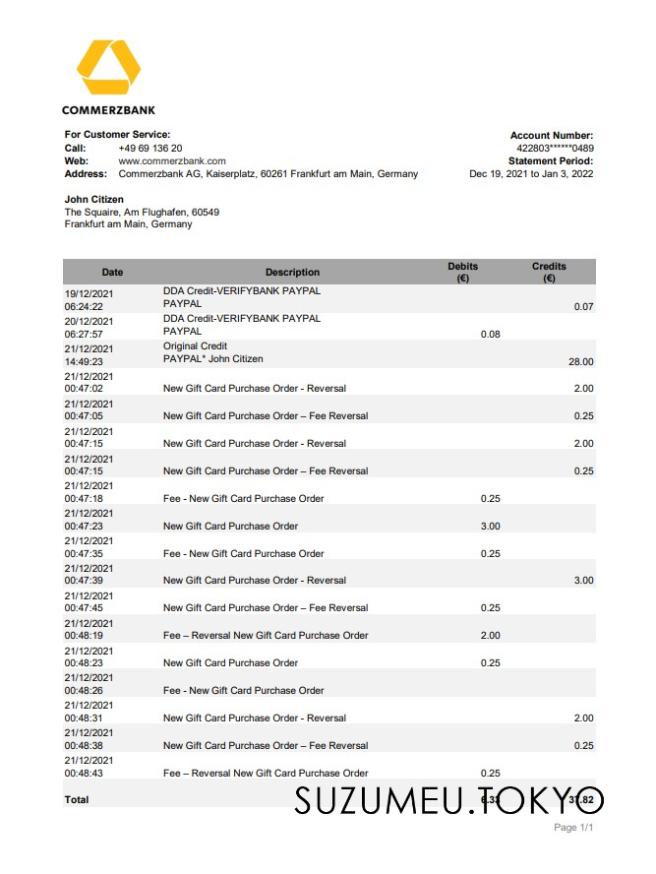 COMMERZBANK
For Customer Service:
Call: +49 69 136 20
Web: www.commerzbank.com
Address: Commerzbank AG, Kaiserplatz, 60261 Frankfurt am Main, Germany
Account Number:
422803******0489
Statement Period:
Dec 19, 2021 to Jan 3, 2022
John Citizen
The Squaire, Am Flughafen, 60549
Frankfurt am Main, Germany
Date Description Debits (€) Credits (€)
19/12/2021 DDA Credit-VERIFYBANK PAYPAL
06:24:22 PAYPAL 0.07
20/12/2021 DDA Credit-VERIFYBANK PAYPAL
06:27:57 PAYPAL 0.08
21/12/2021 Original Credit
14:49:23 PAYPAL* John Citizen 28.00
21/12/2021
00:47:02 New Gift Card Purchase Order - Reversal 2.00
21/12/2021
00:47:05 New Gift Card Purchase Order – Fee Reversal 0.25
21/12/2021
00:47:15 New Gift Card Purchase Order - Reversal 2.00
21/12/2021
00:47:15 New Gift Card Purchase Order – Fee Reversal 0.25
21/12/2021
00:47:18 Fee - New Gift Card Purchase Order 0.25
21/12/2021
00:47:23 New Gift Card Purchase Order 3.00
21/12/2021
00:47:35 Fee - New Gift Card Purchase Order 0.25
21/12/2021
00:47:39 New Gift Card Purchase Order - Reversal 3.00
21/12/2021
00:47:45 New Gift Card Purchase Order – Fee Reversal 0.25
21/12/2021
00:48:19 Fee – Reversal New Gift Card Purchase Order 2.00
21/12/2021
00:48:23 New Gift Card Purchase Order 0.25
21/12/2021
00:48:26 Fee - New Gift Card Purchase Order
21/12/2021
00:48:31 New Gift Card Purchase Order - Reversal 2.00
21/12/2021
00:48:38 New Gift Card Purchase Order – Fee Reversal 0.25
21/12/2021
00:48:43 Fee – Reversal New Gift Card Purchase Order 0.25
Total 6.33 37.82
SUZUMEU.TOKYO
Page 1/1